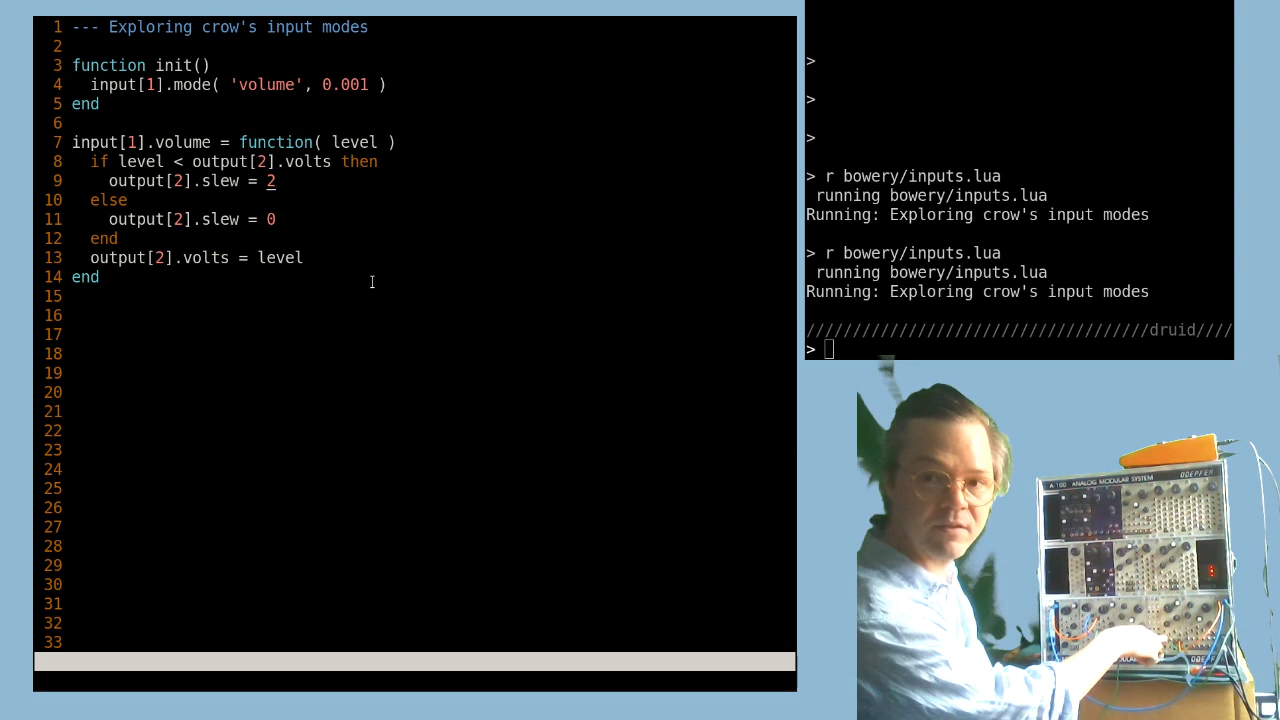 1 --- Exploring crow's input modes
2
3 function init()
4 input[1].mode( 'volume', 0.001 )
5 end
6
7 input[1].volume = function( level )
8 if level < output[2].volts then
9 output[2].slew = 2
10 else
11 output[2].slew = 0
12 end
13 output[2].volts = level
14 end
15
16
17
18
19
20
21
22
23
24
25
26
27
28
29
30
31
32
33
>
>
>
> r bowery/inputs.lua
running bowery/inputs.lua
Running: Exploring crow's input modes
> r bowery/inputs.lua
running bowery/inputs.lua
Running: Exploring crow's input modes
/////////////////////////////////////druid////
>
A-100 ANALOG MODULAR SYSTEM DOEPFER